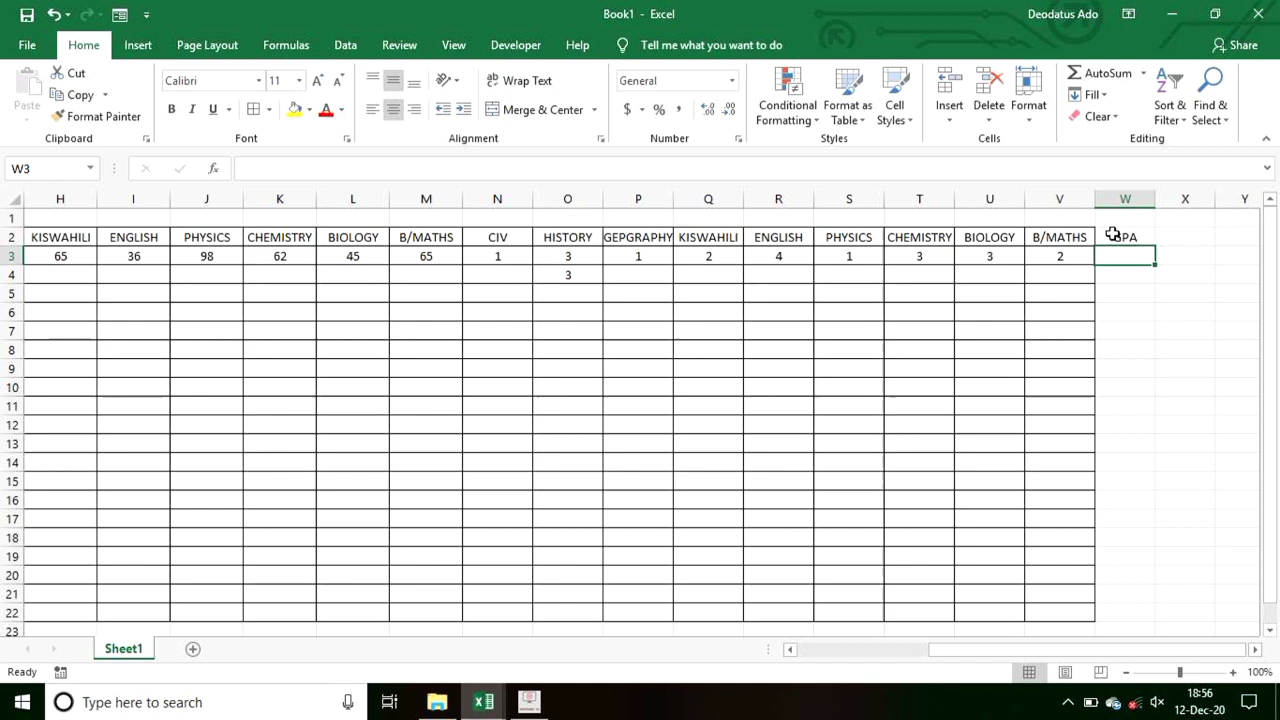 Book1 - Excel
Deodatus Ado
File Home Insert Page Layout Formulas Data Review View Developer Help Tell me what you want to do Share
Cut
Copy
Format Painter
Paste
Clipboard
Calibri 11
B I U
Font
Wrap Text
Merge & Center
Alignment
General
$ % ,
Number
Conditional Formatting
Format as Table
Cell Styles
Styles
Insert Delete Format
Cells
AutoSum
Fill
Clear
Sort & Filter
Find & Select
Editing
W3 fx
H I J K L M N O P Q R S T U V W X Y
1
2 KISWAHILI ENGLISH PHYSICS CHEMISTRY BIOLOGY B/MATHS CIV HISTORY GEPGRAPHY KISWAHILI ENGLISH PHYSICS CHEMISTRY BIOLOGY B/MATHS GPA
3 65 36 98 62 45 65 1 3 1 2 4 1 3 3 2
4 3
5
6
7
8
9
10
11
12
13
14
15
16
17
18
19
20
21
22
23
Sheet1
Ready 100%
Type here to search
18:56
12-Dec-20